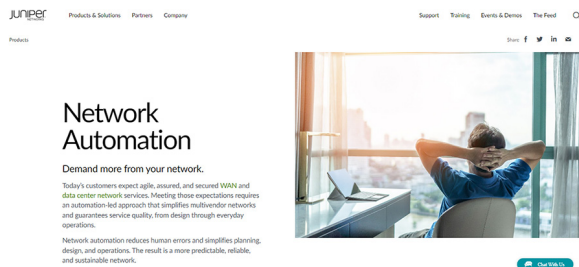 JUNIPER
NETWORKS
Products & Solutions Partners Company
Support Training Events & Demos The Feed
Products
Share
Network
Automation
Demand more from your network.
Today's customers expect agile, assured, and secured WAN and
data center network services. Meeting those expectations requires
an automation-led approach that simplifies multivendor networks
and guarantees service quality, from design through everyday
operations.
Network automation reduces human errors and simplifies planning,
design, and operations. The result is a more predictable, reliable,
and sustainable network.
Chat With Us